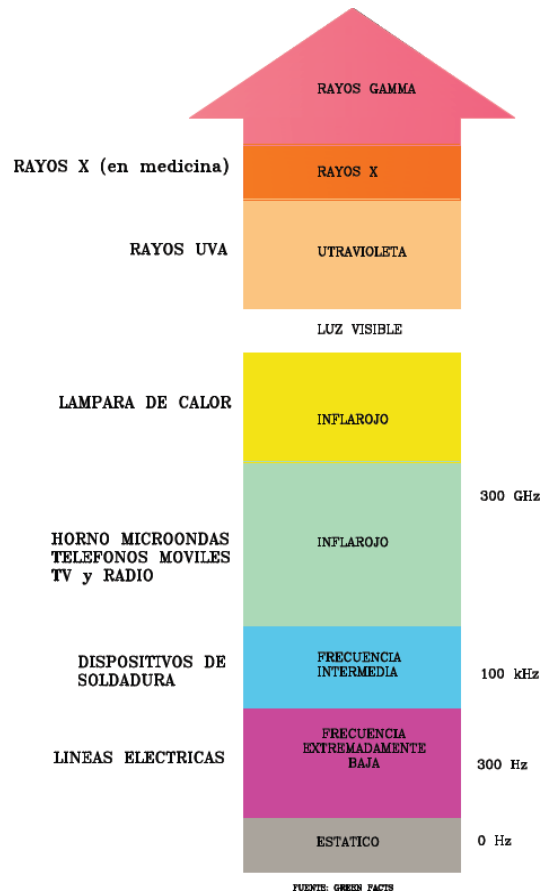 RAYOS GAMMA
RAYOS X (en medicina)
RAYOS X
RAYOS UVA
UTRAVIOLETA
LUZ VISIBLE
LAMPARA DE CALOR
INFLAROJO
300 GHz
HORNO MICROONDAS
TELEFONOS MOVILES
TV y RADIO
INFLAROJO
DISPOSITIVOS DE
SOLDADURA
FRECUENCIA
INTERMEDIA
100 kHz
LINEAS ELECTRICAS
FRECUENCIA
EXTREMADAMENTE
BAJA
300 Hz
ESTATICO
0 Hz
FUENTE: GREEN FACTS